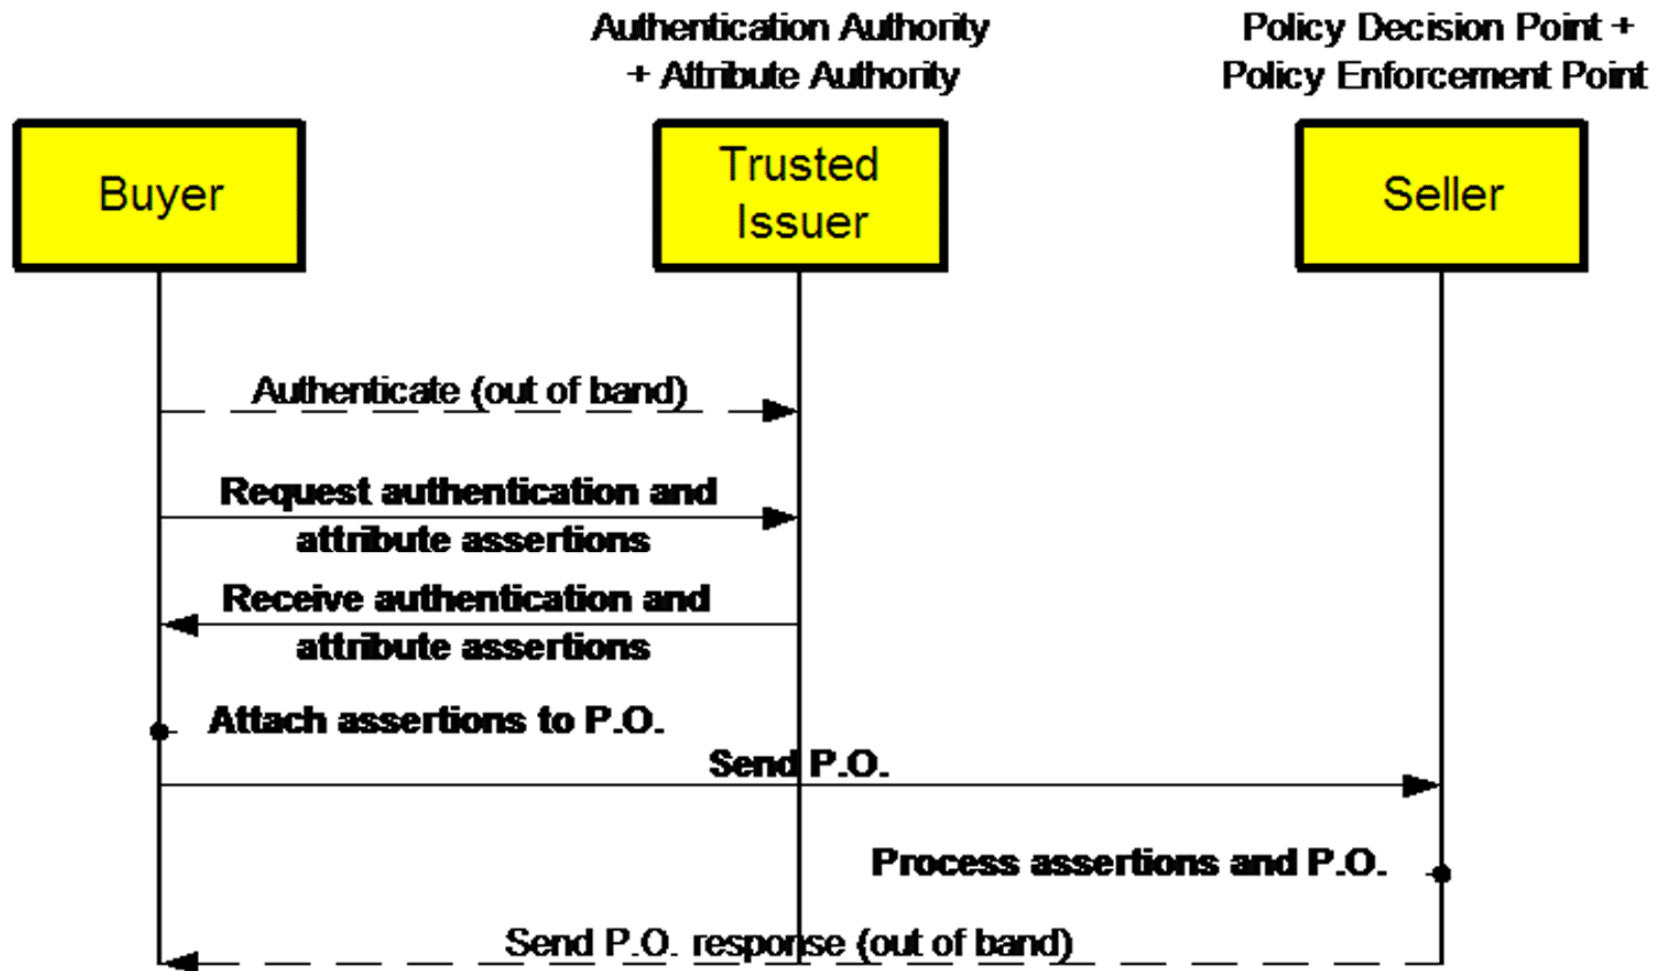 Authentication Authority
+ Attribute Authority
Policy Decision Point +
Policy Enforcement Point
Buyer
Trusted
Issuer
Seller
Authenticate (out of band)
Request authentication and
attribute assertions
Receive authentication and
attribute assertions
Attach assertions to P.O.
Send P.O.
Process assertions and P.O.
Send P.O. response (out of band)